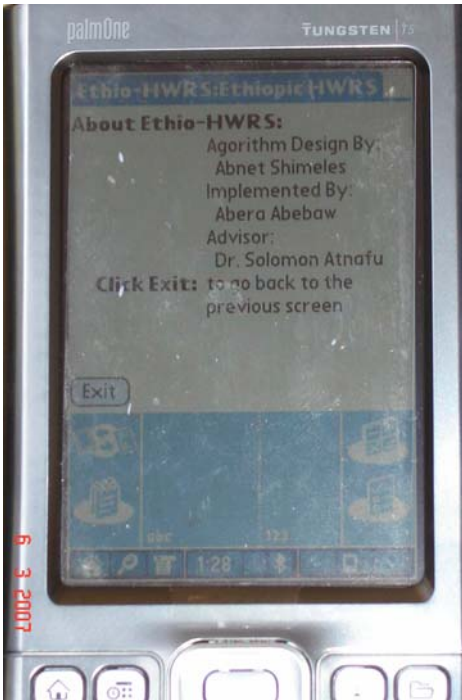 palmOne
TUNGSTEN T5
Ethio-HWRS:Ethiopic HWRS
About Ethio-HWRS:
Agorithm Design By:
Abnet Shimeles
Implemented By:
Abera Abebaw
Advisor:
Dr. Solomon Atnafu
Click Exit: to go back to the
previous screen
Exit
abc 123
1:28
6 3 2007